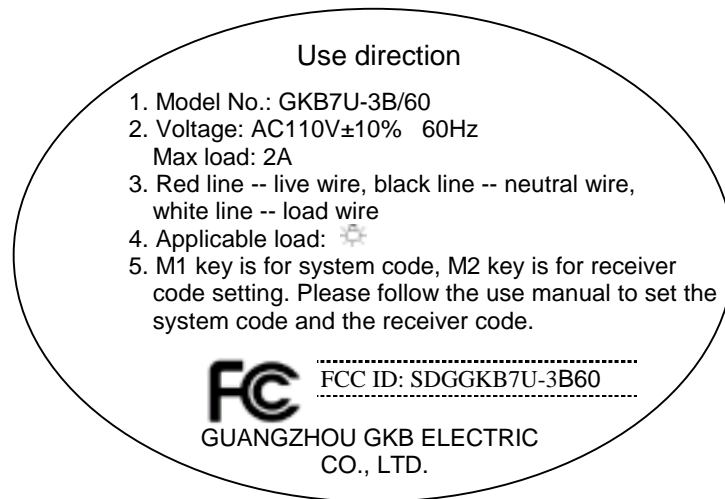 Use direction
1. Model No.: GKB7U-3B/60
2. Voltage: AC110V±10% 60Hz
Max load: 2A
3. Red line -- live wire, black line -- neutral wire,
white line -- load wire
4. Applicable load:
5. M1 key is for system code, M2 key is for receiver
code setting. Please follow the use manual to set the
system code and the receiver code.
FC
FCC ID: SDGGKB7U-3B60
GUANGZHOU GKB ELECTRIC
CO., LTD.